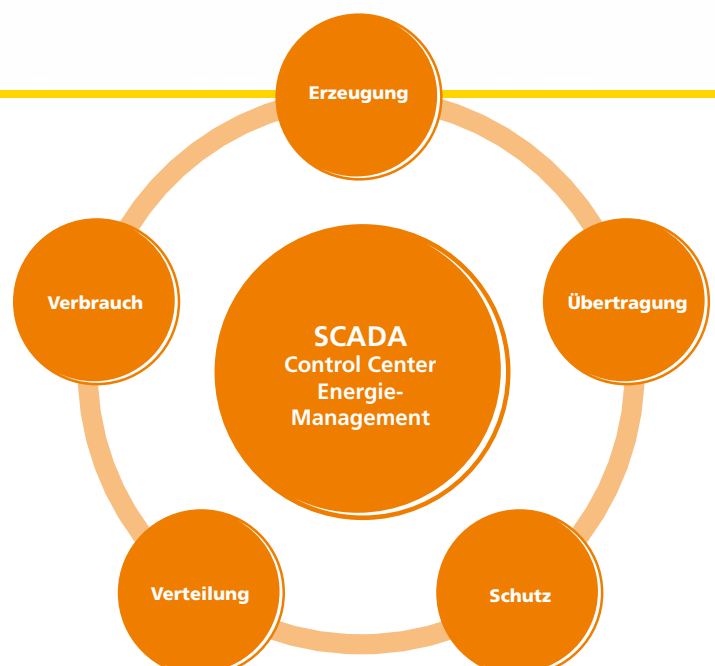 Erzeugung
Verbrauch
Übertragung
SCADA
Control Center
Energie-
Management
Verteilung
Schutz